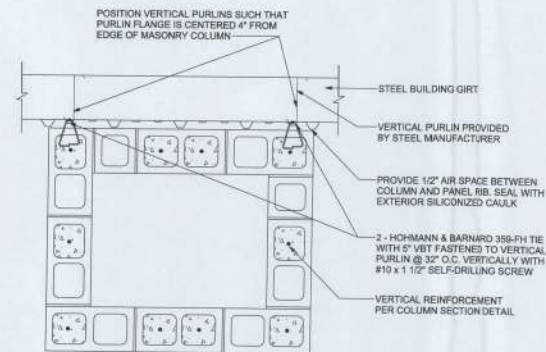 POSITION VERTICAL PURLINS SUCH THAT
PURLIN FLANGE IS CENTERED 4" FROM
EDGE OF MASONRY COLUMN
STEEL BUILDING GIRT
VERTICAL PURLIN PROVIDED
BY STEEL MANUFACTURER
PROVIDE 1/2" AIR SPACE BETWEEN
COLUMN AND PANEL RIB. SEAL WITH
EXTERIOR SILICONIZED CAULK
2 - HOHMANN & BARNARD 359-FH TIE
WITH 5" VBT FASTENED TO VERTICAL
PURLIN @ 32" O.C. VERTICALLY WITH
#10 x 1 1/2" SELF-DRILLING SCREW
VERTICAL REINFORCEMENT
PER COLUMN SECTION DETAIL